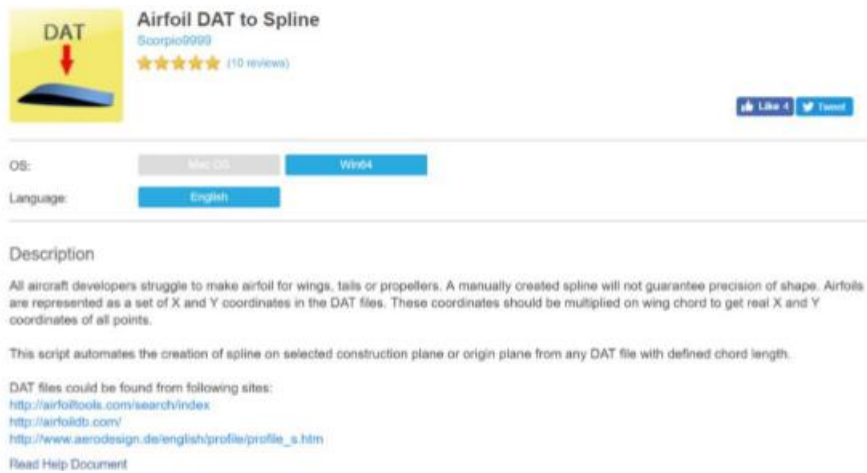 DAT
Airfoil DAT to Spline
Scorpio9999
(10 reviews)
Like 4
Tweet
OS:
Mac OS
Win64
Language:
English
Description
All aircraft developers struggle to make airfoil for wings, tails or propellers. A manually created spline will not guarantee precision of shape. Airfoils
are represented as a set of X and Y coordinates in the DAT files. These coordinates should be multiplied on wing chord to get real X and Y
coordinates of all points.
This script automates the creation of spline on selected construction plane or origin plane from any DAT file with defined chord length.
DAT files could be found from following sites:
http://airfoiltools.com/search/index
http://airfoildb.com/
http://www.aerodesign.de/english/profile/profile_s.htm
Read Help Document